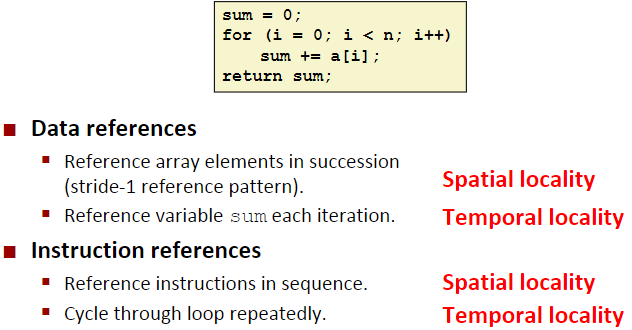 sum = 0;
for (i = 0; i < n; i++)
    sum += a[i];
return sum;
Data references
Reference array elements in succession
(stride-1 reference pattern).
Spatial locality
Reference variable sum each iteration.
Temporal locality
Instruction references
Reference instructions in sequence.
Spatial locality
Cycle through loop repeatedly.
Temporal locality